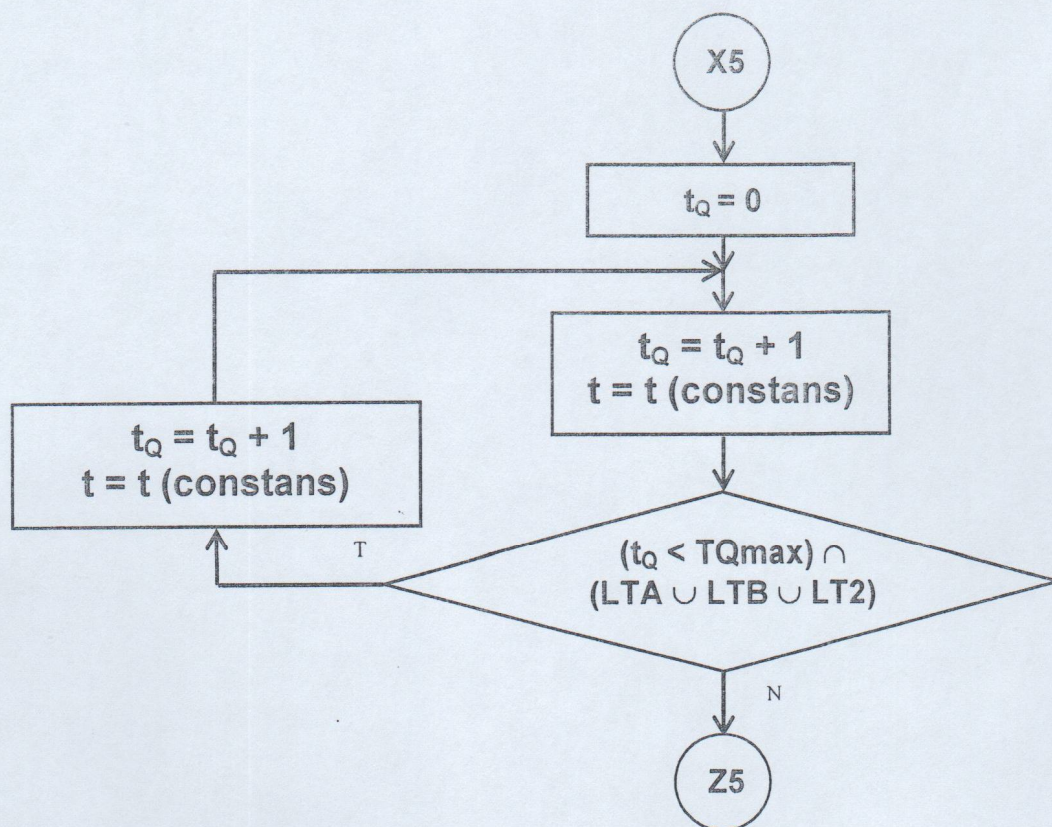 X5
t_Q = 0
t_Q = t_Q + 1
t = t (constans)
t_Q = t_Q + 1
t = t (constans)
T
(t_Q < TQmax) ∩
(LTA ∪ LTB ∪ LT2)
N
Z5